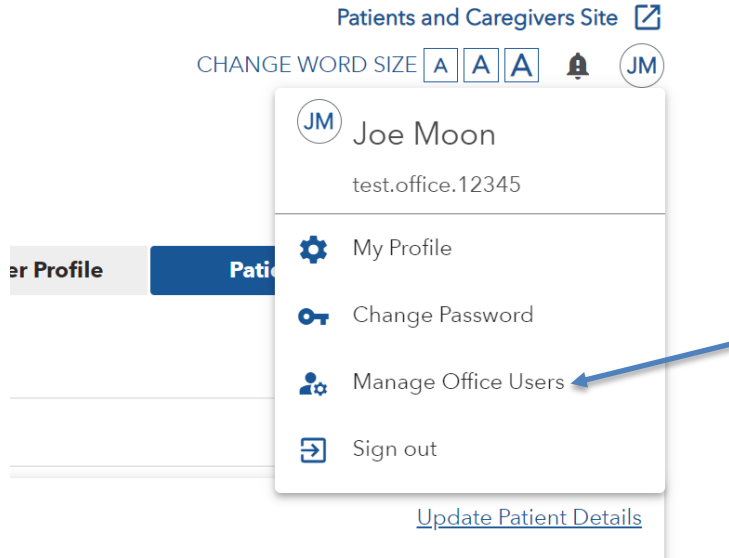 Patients and Caregivers Site
CHANGE WORD SIZE A A A JM
JM Joe Moon
test.office.12345
My Profile
er Profile
Change Password
Manage Office Users
Sign out
Update Patient Details